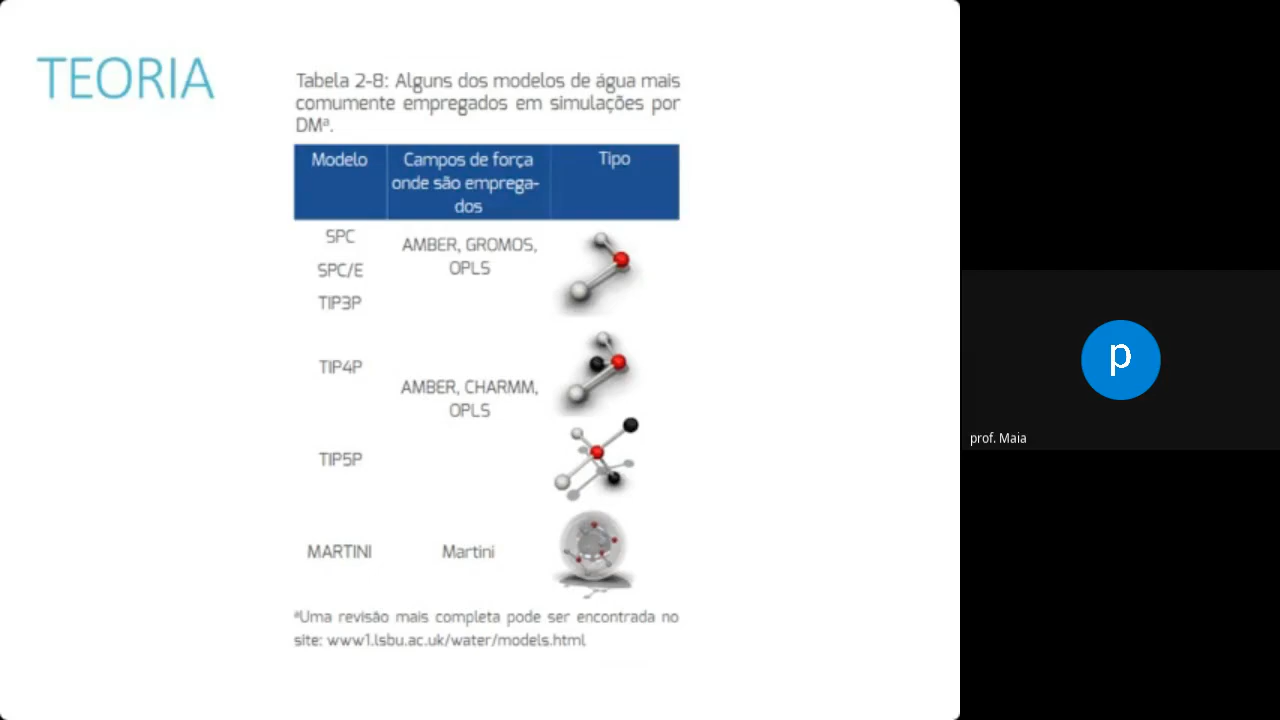 TEORIA
Tabela 2-8: Alguns dos modelos de água mais
comumente empregados em simulações por
DMª.
Modelo
Campos de força
onde são emprega-
dos
Tipo
SPC
SPC/E
TIP3P
AMBER, GROMOS,
OPLS
TIP4P
AMBER, CHARMM,
OPLS
TIP5P
MARTINI
Martini
ªUma revisão mais completa pode ser encontrada no
site: www1.lsbu.ac.uk/water/models.html
p
prof. Maia